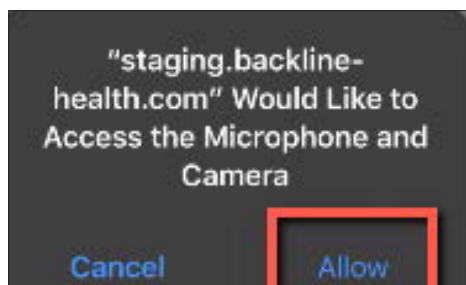 “staging.backline-
health.com” Would Like to
Access the Microphone and
Camera
Cancel Allow